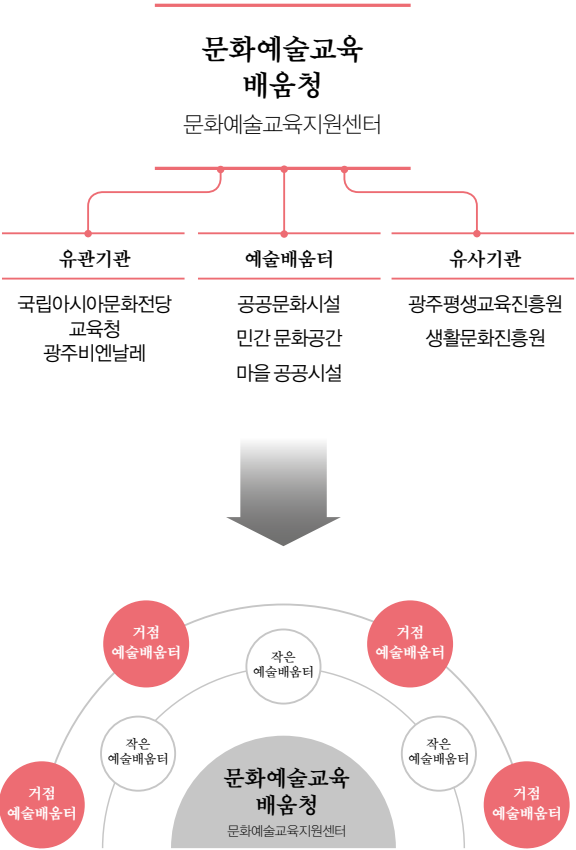 문화예술교육
배움청
문화예술교육지원센터
유관기관
국립아시아문화전당
교육청
광주비엔날레
예술배움터
공공문화시설
민간 문화공간
마을 공공시설
유사기관
광주평생교육진흥원
생활문화진흥원
거점
예술배움터
거점
예술배움터
작은
예술배움터
작은
예술배움터
작은
예술배움터
거점
예술배움터
거점
예술배움터
문화예술교육
배움청
문화예술교육지원센터